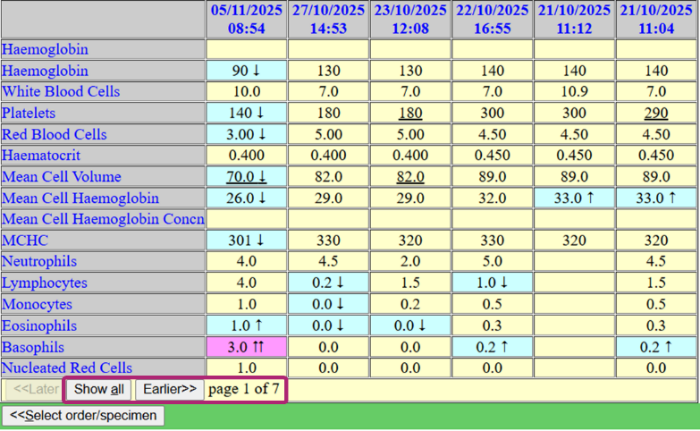 05/11/2025 08:54 27/10/2025 14:53 23/10/2025 12:08 22/10/2025 16:55 21/10/2025 11:12 21/10/2025 11:04
Haemoglobin
Haemoglobin 90 ↓ 130 130 140 140 140
White Blood Cells 10.0 7.0 7.0 7.0 10.9 7.0
Platelets 140 ↓ 180 180 300 300 290
Red Blood Cells 3.00 ↓ 5.00 5.00 4.50 4.50 4.50
Haematocrit 0.400 0.400 0.400 0.450 0.450 0.450
Mean Cell Volume 70.0 ↓ 82.0 82.0 89.0 89.0 89.0
Mean Cell Haemoglobin 26.0 ↓ 29.0 29.0 32.0 33.0 ↑ 33.0 ↑
Mean Cell Haemoglobin Concn
MCHC 301 ↓ 330 320 330 320 320
Neutrophils 4.0 4.5 2.0 5.0 4.5
Lymphocytes 4.0 0.2 ↓ 1.5 1.0 ↓ 1.5
Monocytes 1.0 0.0 ↓ 0.2 0.5 0.5
Eosinophils 1.0 ↑ 0.0 ↓ 0.0 ↓ 0.3 0.3
Basophils 3.0 ⇈ 0.0 0.0 0.2 ↑ 0.2 ↑
Nucleated Red Cells 1.0 0.0 0.0 0.0 0.0
<<Later Show all Earlier>> page 1 of 7
<<Select order/specimen